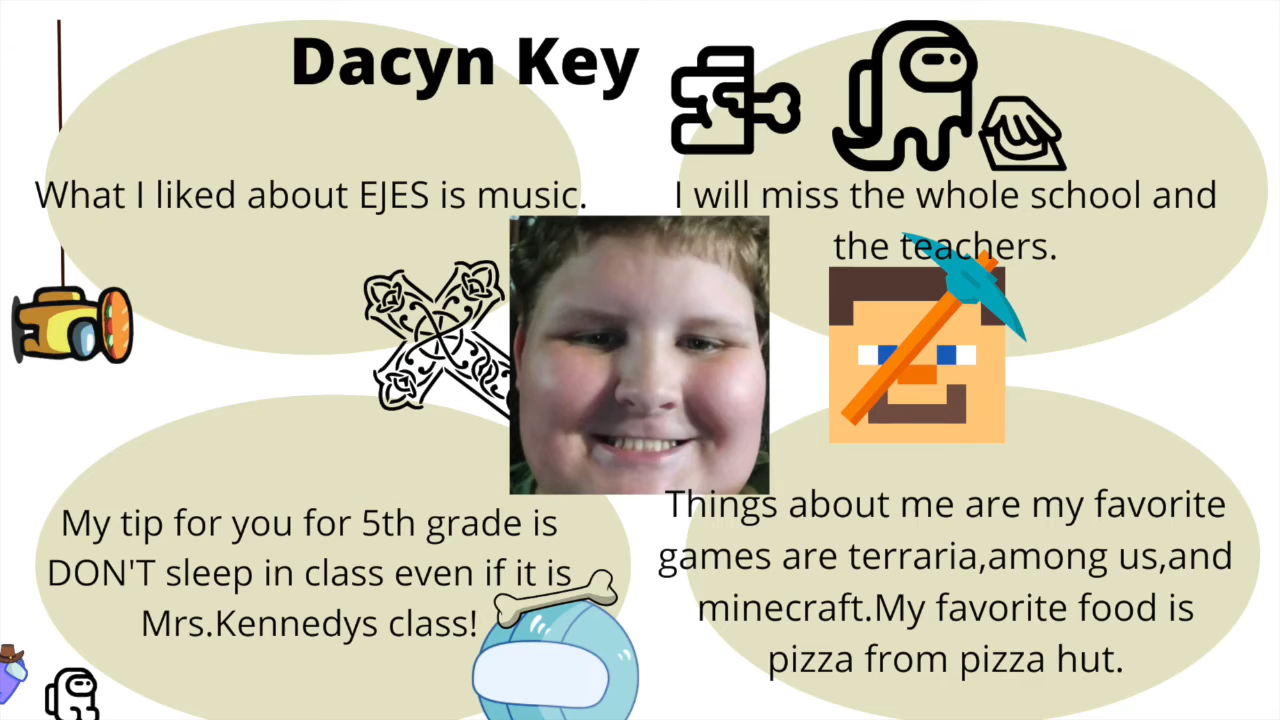 Dacyn Key
What I liked about EJES is music.
I will miss the whole school and
the teachers.
My tip for you for 5th grade is
DON'T sleep in class even if it is
Mrs.Kennedys class!
Things about me are my favorite
games are terraria,among us,and
minecraft.My favorite food is
pizza from pizza hut.